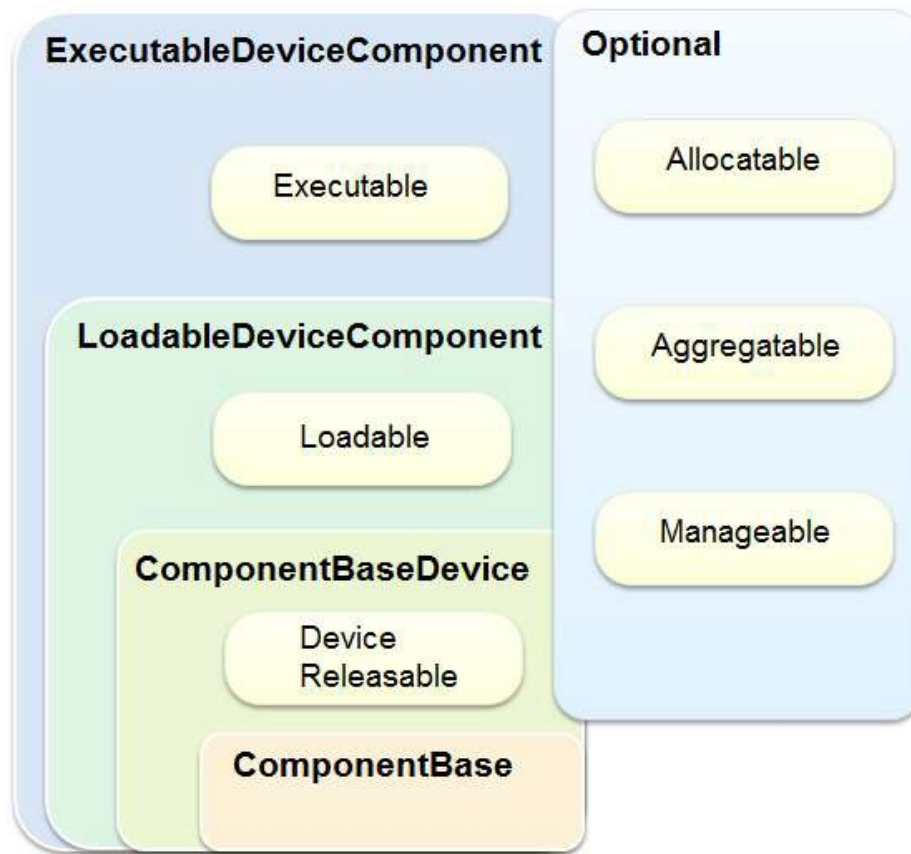 ExecutableDeviceComponent
Executable
LoadableDeviceComponent
Loadable
ComponentBaseDevice
Device
Releasable
ComponentBase
Optional
Allocatable
Aggregatable
Manageable